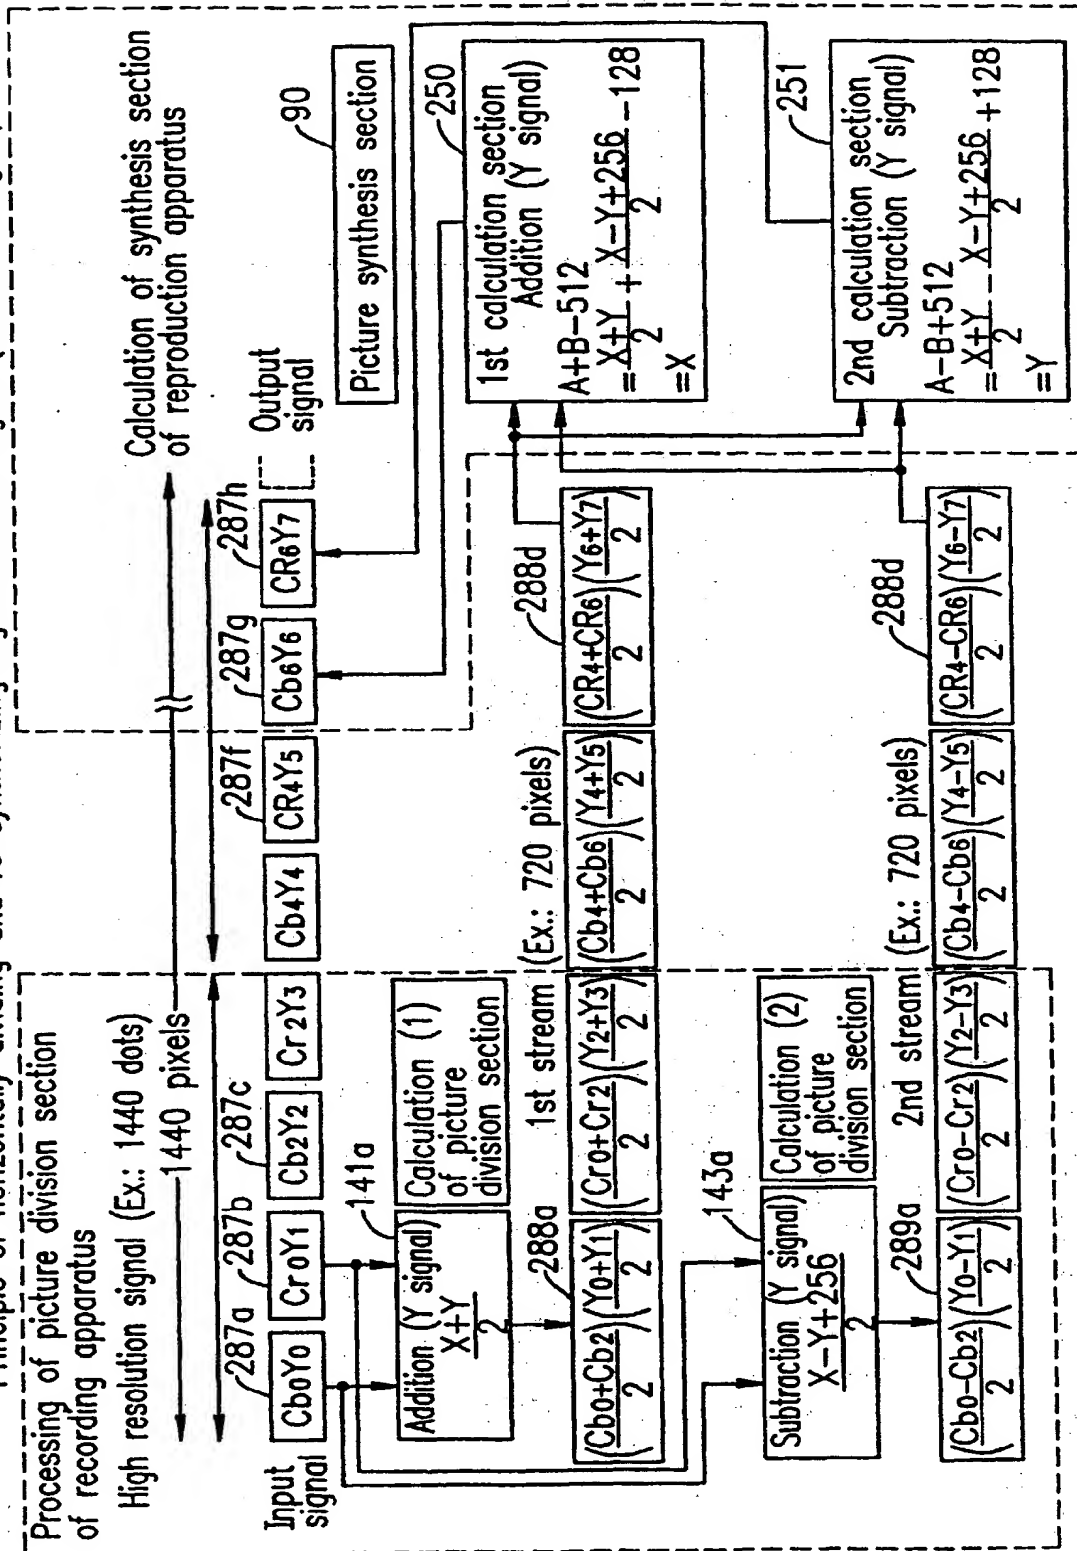 Principle of horizontally dividing and
Processing of picture division section
of recording apparatus
High resolution signal (Ex.: 1440 dots)
1440 pixels
Calculation of synthesis section
of reproduction apparatus
287a
287b
287c
287f
287g
287h
Input
signal
Cb0Y0
Cr0Y1
Cb2Y2
Cr2Y3
Cb4Y4
CR4Y5
Cb6Y6
CR6Y7
Output
signal
90
Picture synthesis section
141a
Addition (Y signal)
X+Y
2
Calculation (1)
of picture
division section
288a
1st stream (Ex.: 720 pixels)
288d
(Cb0+Cb2/2)(Y0+Y1/2)
(Cr0+Cr2/2)(Y2+Y3/2)
(Cb4+Cb6/2)(Y4+Y5/2)
(CR4+CR6/2)(Y6+Y7/2)
250
1st calculation section
Addition (Y signal)
A+B−512
=X+Y/2 + X−Y+256/2 −128
=X
143a
Subtraction (Y signal)
X−Y+256
2
Calculation (2)
of picture
division section
289a
2nd stream (Ex.: 720 pixels)
288d
(Cb0−Cb2/2)(Y0−Y1/2)
(Cr0−Cr2/2)(Y2−Y3/2)
(Cb4−Cb6/2)(Y4−Y5/2)
(CR4−CR6/2)(Y6−Y7/2)
251
2nd calculation section
Subtraction (Y signal)
A−B+512
=X+Y/2 − X−Y+256/2 +128
=Y